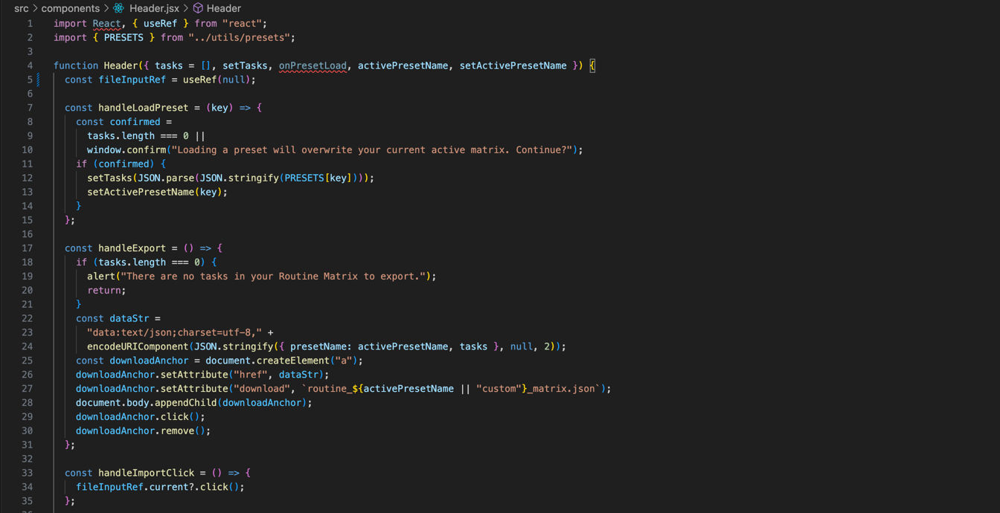 src > components > Header.jsx > Header
1 import React, { useRef } from "react";
2 import { PRESETS } from "../utils/presets";
3
4 function Header({ tasks = [], setTasks, onPresetLoad, activePresetName, setActivePresetName }) {
5   const fileInputRef = useRef(null);
6
7   const handleLoadPreset = (key) => {
8     const confirmed =
9       tasks.length === 0 ||
10       window.confirm("Loading a preset will overwrite your current active matrix. Continue?");
11     if (confirmed) {
12       setTasks(JSON.parse(JSON.stringify(PRESETS[key])));
13       setActivePresetName(key);
14     }
15   };
16
17   const handleExport = () => {
18     if (tasks.length === 0) {
19       alert("There are no tasks in your Routine Matrix to export.");
20       return;
21     }
22     const dataStr =
23       "data:text/json;charset=utf-8," +
24       encodeURIComponent(JSON.stringify({ presetName: activePresetName, tasks }, null, 2));
25     const downloadAnchor = document.createElement("a");
26     downloadAnchor.setAttribute("href", dataStr);
27     downloadAnchor.setAttribute("download", `routine_${activePresetName || "custom"}_matrix.json`);
28     document.body.appendChild(downloadAnchor);
29     downloadAnchor.click();
30     downloadAnchor.remove();
31   };
32
33   const handleImportClick = () => {
34     fileInputRef.current?.click();
35   };